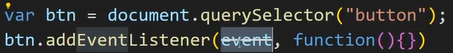 var btn = document.querySelector("button");
btn.addEventListener(event, function(){})